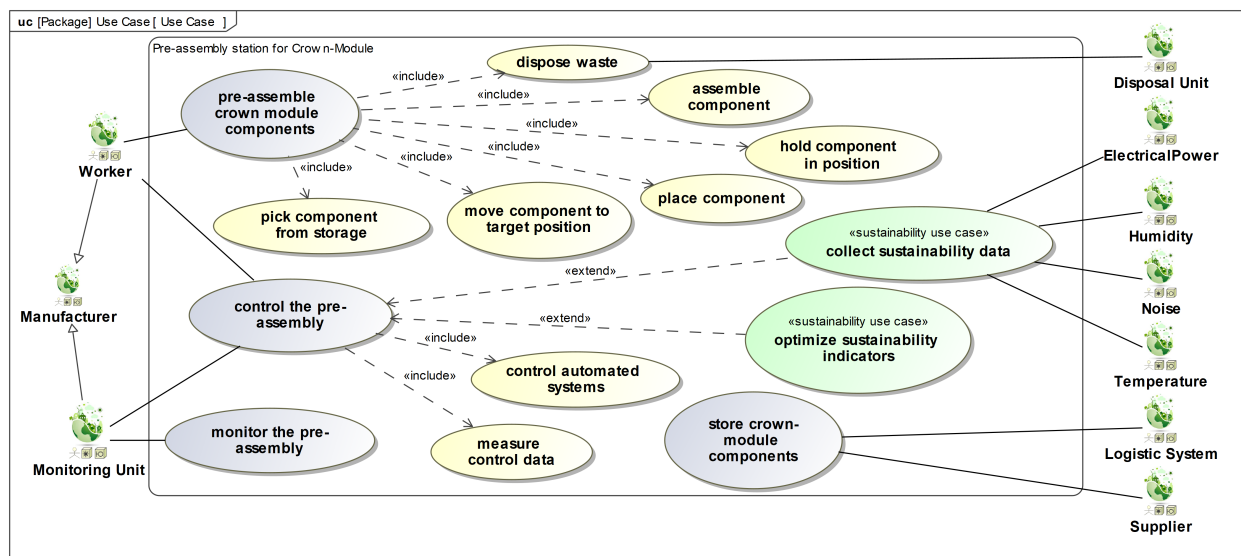 uc [Package] Use Case [ Use Case ]
Pre-assembly station for Crown-Module
dispose waste
Disposal Unit
«include»
pre-assemble
crown module
components
«include»
assemble
component
«include»
hold component
in position
«include»
place component
«include»
move component to
target position
«include»
pick component
from storage
Worker
ElectricalPower
Humidity
Noise
Temperature
«sustainability use case»
collect sustainability data
«extend»
Manufacturer
control the pre-
assembly
«extend»
«sustainability use case»
optimize sustainability
indicators
«include»
control automated
systems
«include»
measure
control data
Monitoring Unit
monitor the pre-
assembly
store crown-
module
components
Logistic System
Supplier